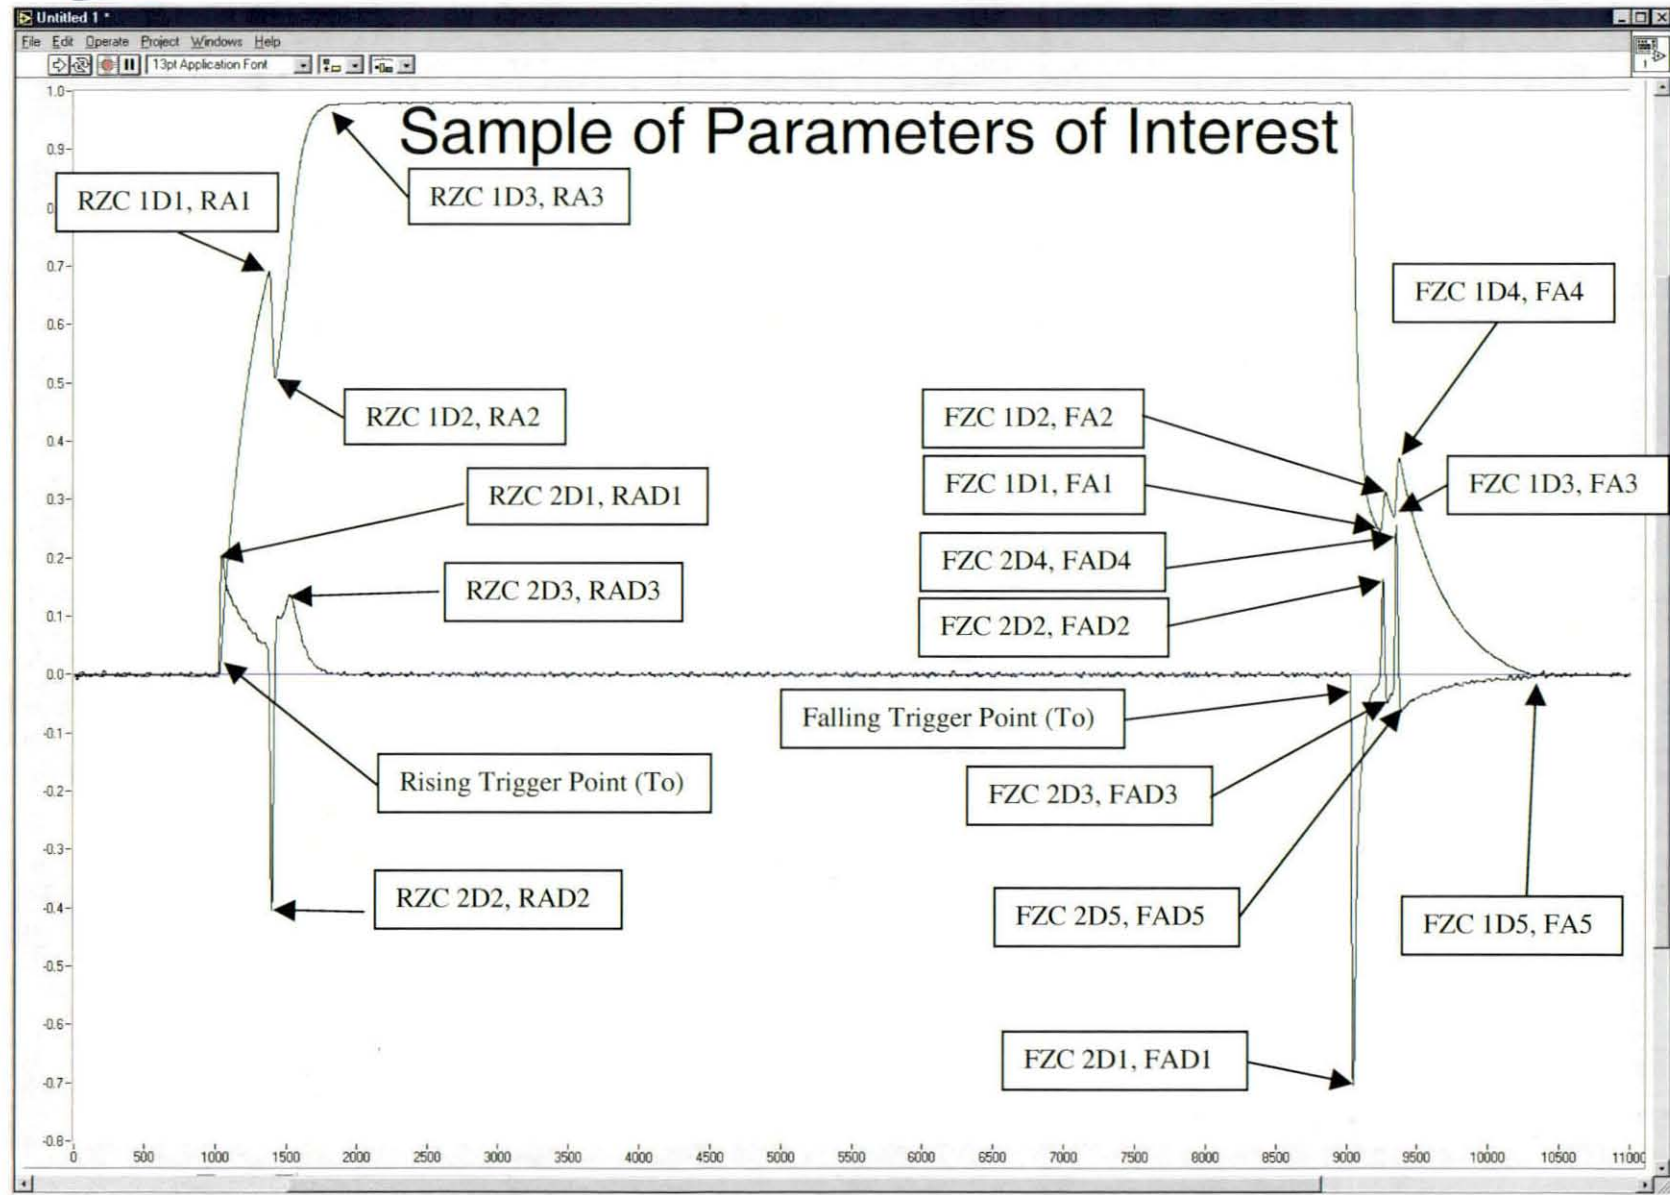 Untitled 1 *
File Edit Operate Project Windows Help
13pt Application Font
Sample of Parameters of Interest
1.0
0.9
0
0.7
0.6
0.5
0.4
0.3
0.2
0.1
0.0
-0.1
-0.2
-0.3
-0.4
-0.5
-0.6
-0.7
-0.8
RZC 1D1, RA1
RZC 1D3, RA3
RZC 1D2, RA2
RZC 2D1, RAD1
RZC 2D3, RAD3
Rising Trigger Point (To)
RZC 2D2, RAD2
FZC 1D4, FA4
FZC 1D2, FA2
FZC 1D1, FA1
FZC 1D3, FA3
FZC 2D4, FAD4
FZC 2D2, FAD2
Falling Trigger Point (To)
FZC 2D3, FAD3
FZC 2D5, FAD5
FZC 1D5, FA5
FZC 2D1, FAD1
0 500 1000 1500 2000 2500 3000 3500 4000 4500 5000 5500 6000 6500 7000 7500 8000 8500 9000 9500 10000 10500 11000